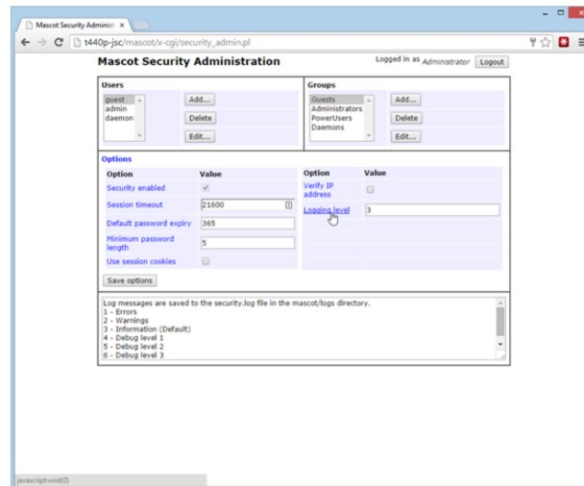 Mascot Security Administ ×
t440p-jsc/mascot/x-cgi/security_admin.pl
Mascot Security Administration
Logged in as Administrator Logout
Users
guest
admin
daemon
Add...
Delete
Edit...
Groups
Guests
Administrators
PowerUsers
Daemons
Add...
Delete
Edit...
Options
Option Value
Security enabled
Session timeout 21600
Default password expiry 365
Minimum password
length 5
Use session cookies
Option Value
Verify IP
address
Logging level 3
Save options
Log messages are saved to the security.log file in the mascot/logs directory.
1 - Errors
2 - Warnings
3 - Information (Default)
4 - Debug level 1
5 - Debug level 2
6 - Debug level 3
javascript:void(0)